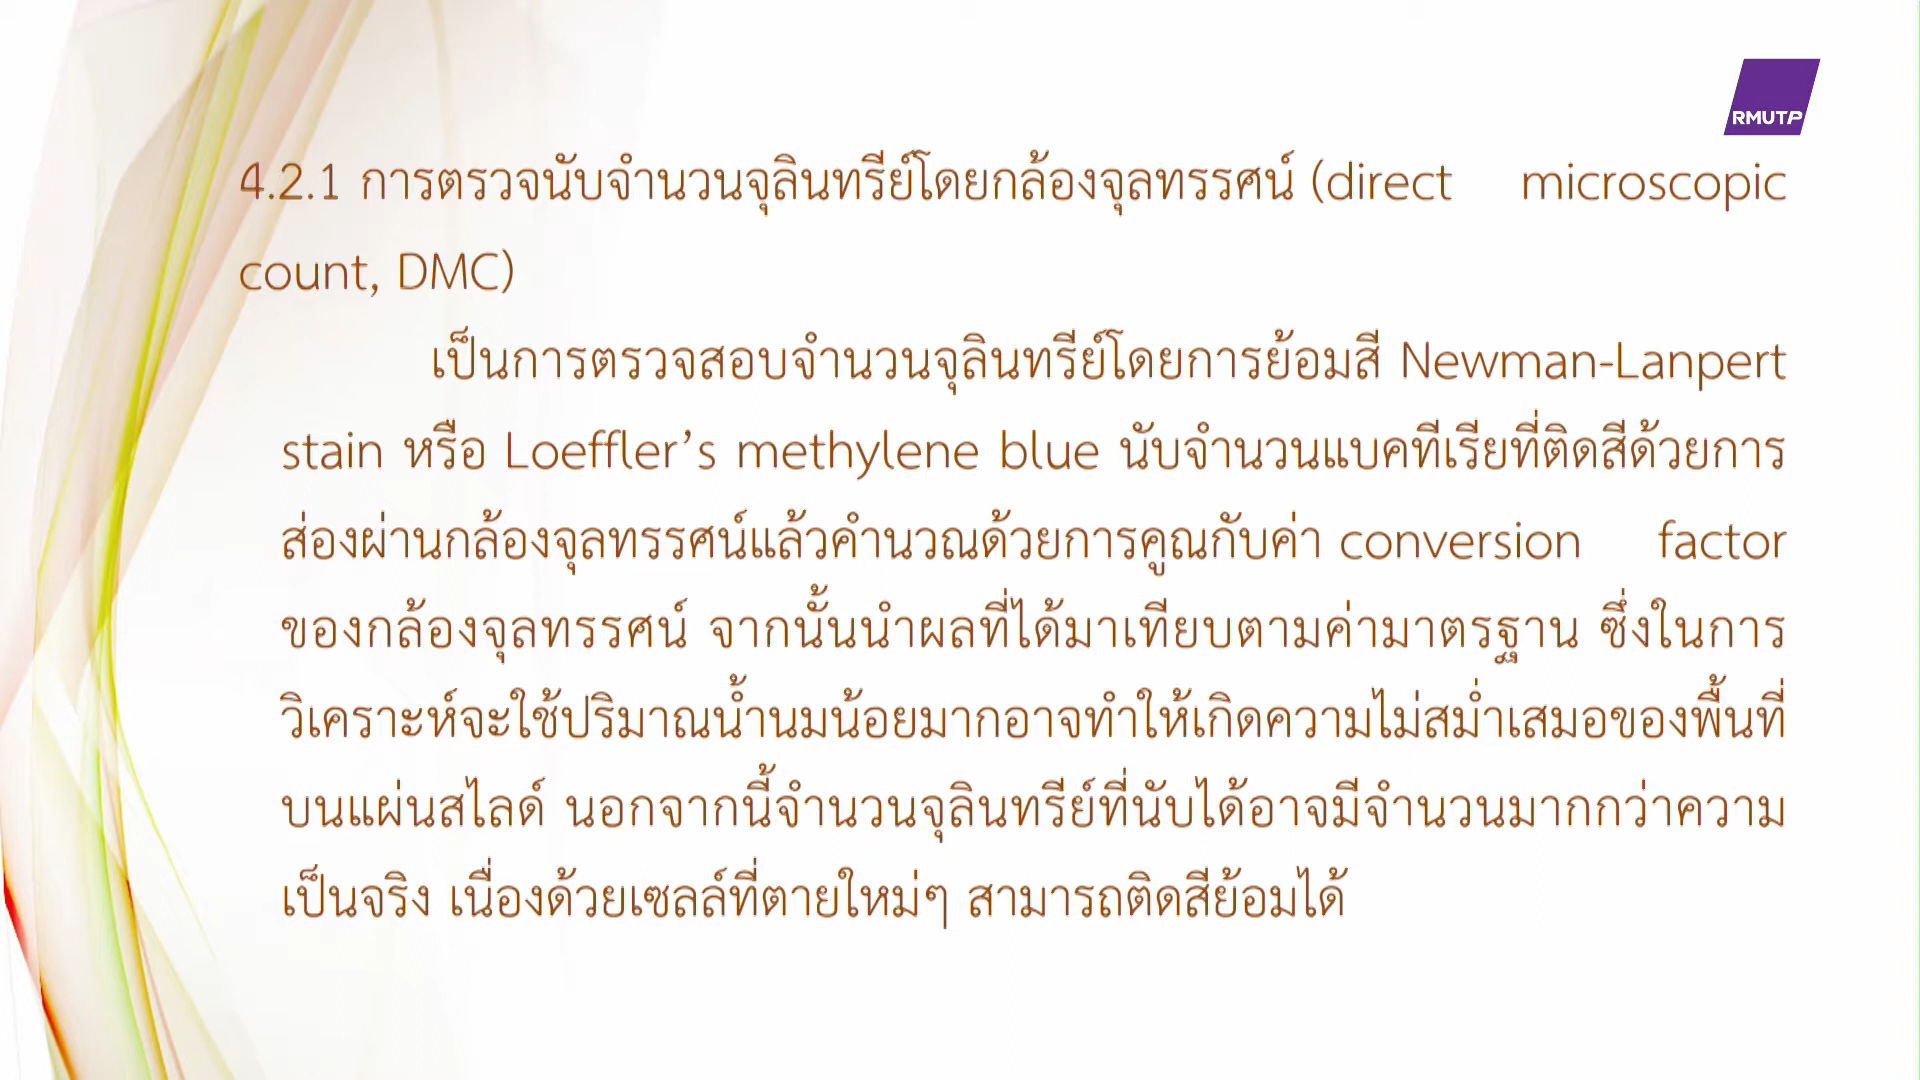 RMUTP
4.2.1 การตรวจนับจำนวนจุลินทรีย์โดยกล้องจุลทรรศน์ (direct microscopic
count, DMC)
เป็นการตรวจสอบจำนวนจุลินทรีย์โดยการย้อมสี Newman-Lanpert
stain หรือ Loeffler’s methylene blue นับจำนวนแบคทีเรียที่ติดสีด้วยการ
ส่องผ่านกล้องจุลทรรศน์แล้วคำนวณด้วยการคูณกับค่า conversion factor
ของกล้องจุลทรรศน์ จากนั้นนำผลที่ได้มาเทียบตามค่ามาตรฐาน ซึ่งในการ
วิเคราะห์จะใช้ปริมาณน้ำนมน้อยมากอาจทำให้เกิดความไม่สม่ำเสมอของพื้นที่
บนแผ่นสไลด์ นอกจากนี้จำนวนจุลินทรีย์ที่นับได้อาจมีจำนวนมากกว่าความ
เป็นจริง เนื่องด้วยเซลล์ที่ตายใหม่ๆ สามารถติดสีย้อมได้